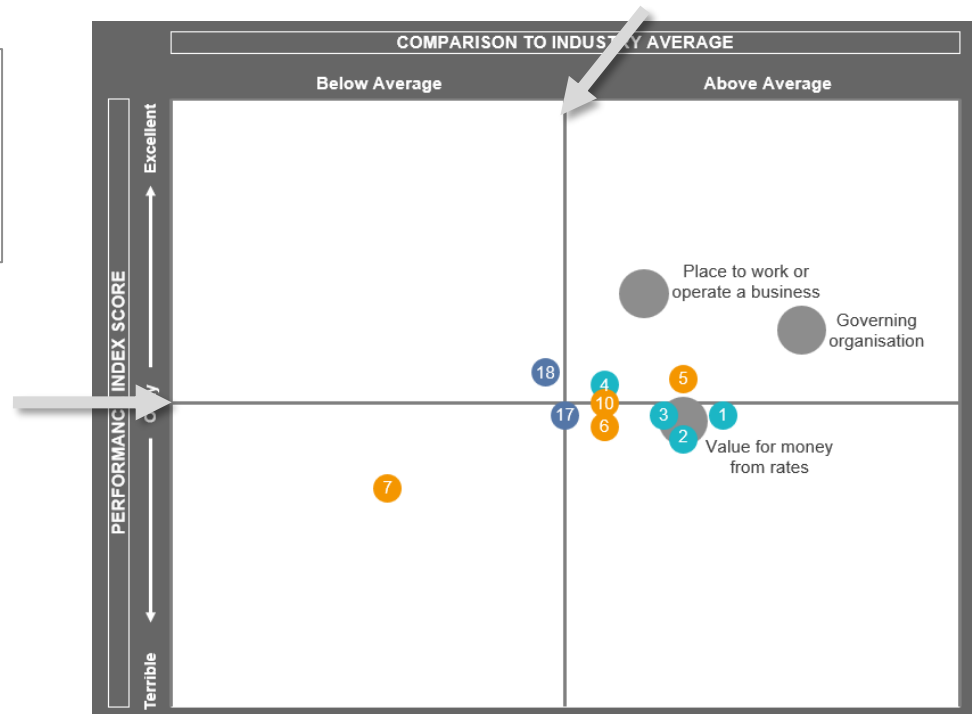 COMPARISON TO INDUSTRY AVERAGE
Below Average
Above Average
PERFORMANCE INDEX SCORE
Excellent
Terrible
Place to work or
operate a business
Governing
organisation
18
4
5
10
17
3
1
6
2
Value for money
from rates
7